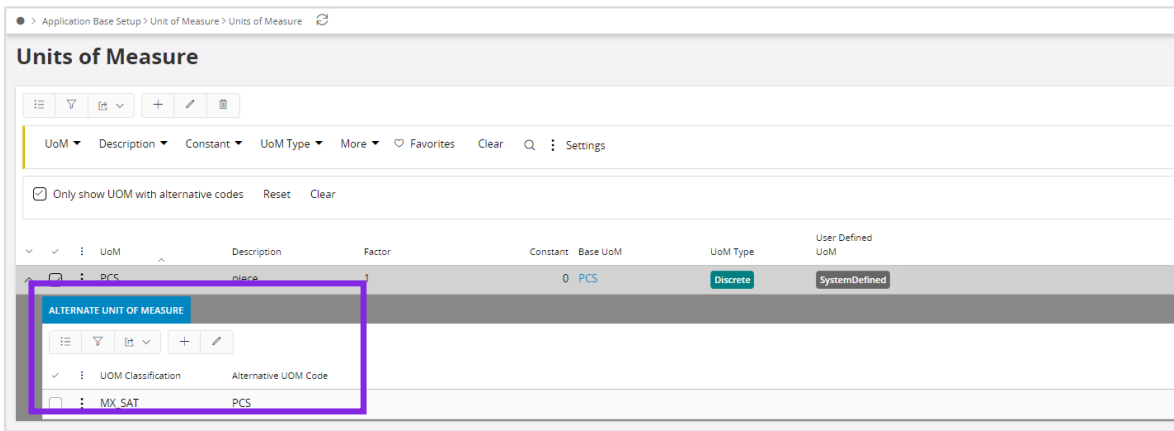 > Application Base Setup > Unit of Measure > Units of Measure
Units of Measure
UoM Description Constant UoM Type More Favorites Clear Settings
Only show UOM with alternative codes Reset Clear
UoM Description Factor Constant Base UoM UoM Type User Defined UoM
PCS piece 1 0 PCS Discrete SystemDefined
ALTERNATE UNIT OF MEASURE
UOM Classification Alternative UOM Code
MX_SAT PCS